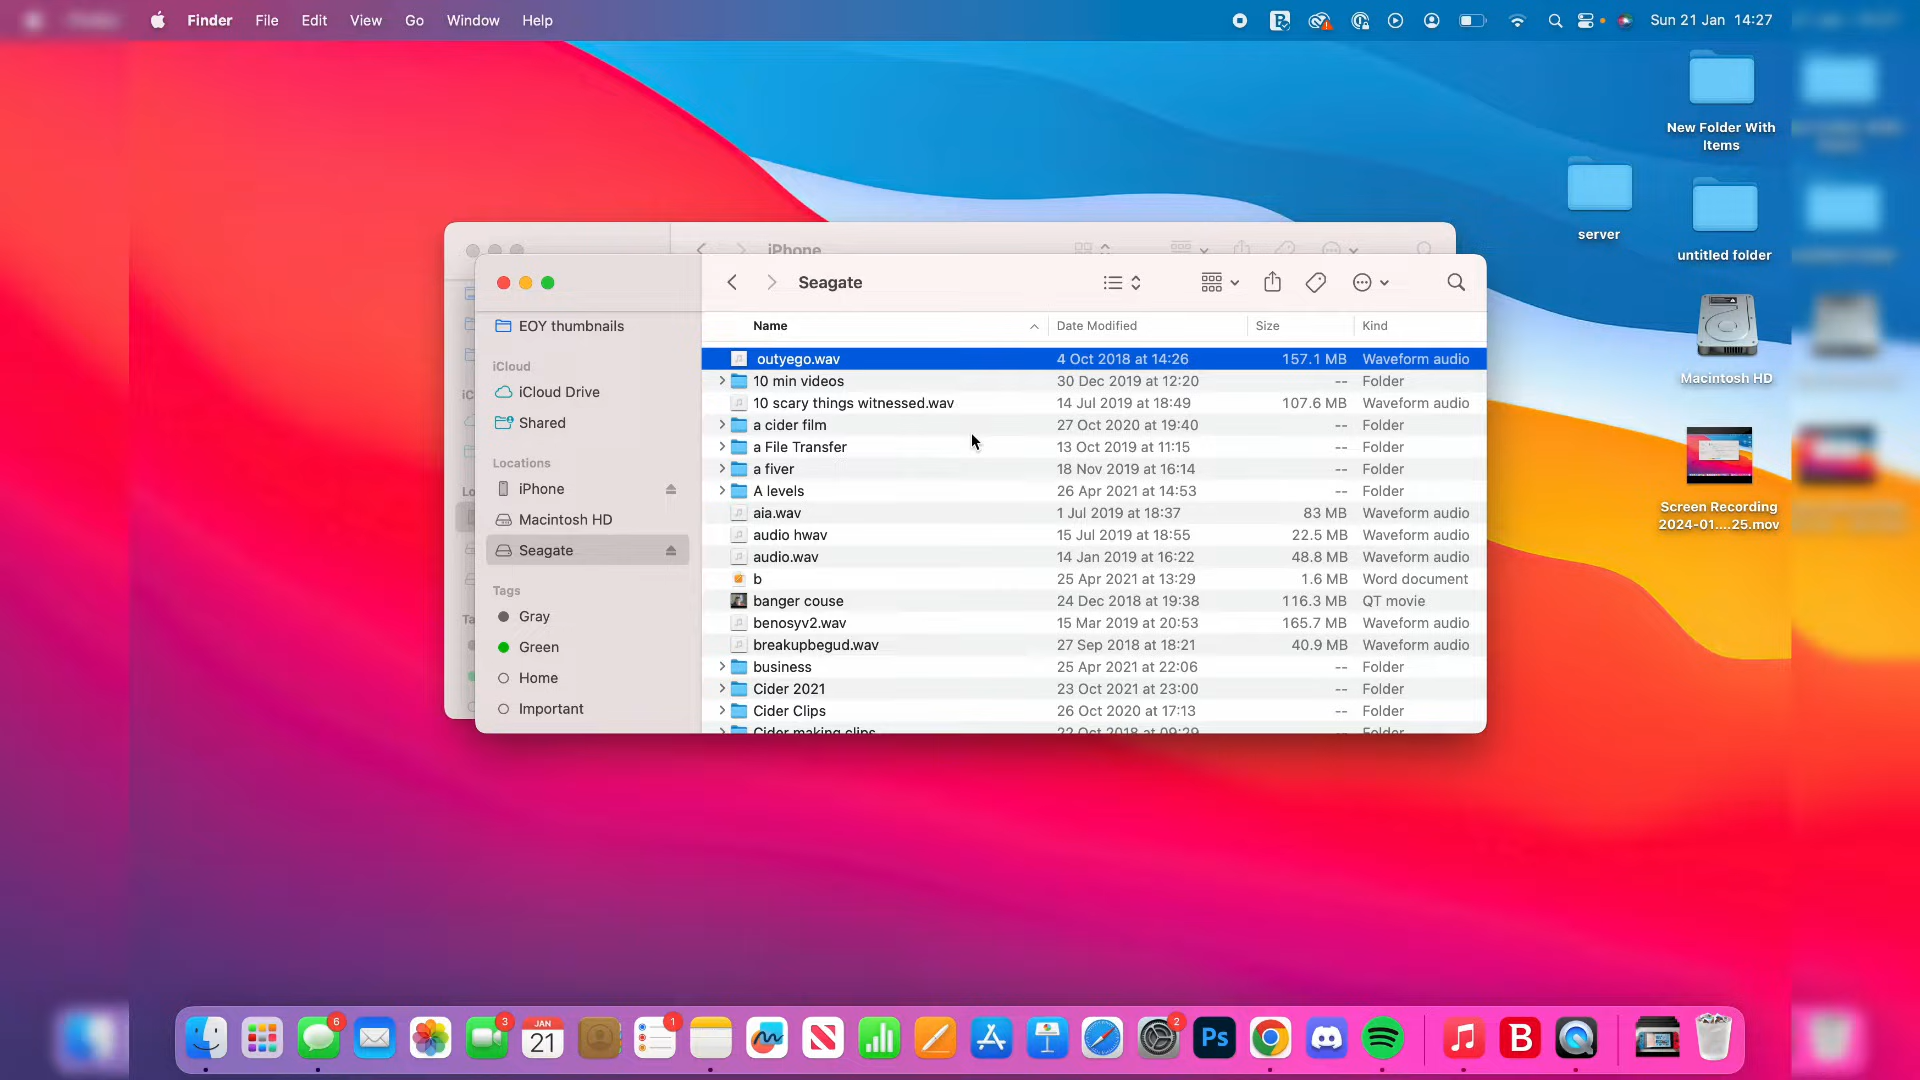 Finder File Edit View Go Window Help
Sun 21 Jan 14:27
New Folder With
Items
server
untitled folder
Macintosh HD
Screen Recording
2024-01....25.mov
iPhone
Seagate
EOY thumbnails
iCloud
iCloud Drive
Shared
Locations
iPhone
Macintosh HD
Seagate
Tags
Gray
Green
Home
Important
Name Date Modified Size Kind
outyego.wav 4 Oct 2018 at 14:26 157.1 MB Waveform audio
10 min videos 30 Dec 2019 at 12:20 -- Folder
10 scary things witnessed.wav 14 Jul 2019 at 18:49 107.6 MB Waveform audio
a cider film 27 Oct 2020 at 19:40 -- Folder
a File Transfer 13 Oct 2019 at 11:15 -- Folder
a fiver 18 Nov 2019 at 16:14 -- Folder
A levels 26 Apr 2021 at 14:53 -- Folder
aia.wav 1 Jul 2019 at 18:37 83 MB Waveform audio
audio hwav 15 Jul 2019 at 18:55 22.5 MB Waveform audio
audio.wav 14 Jan 2019 at 16:22 48.8 MB Waveform audio
b 25 Apr 2021 at 13:29 1.6 MB Word document
banger couse 24 Dec 2018 at 19:38 116.3 MB QT movie
benosyv2.wav 15 Mar 2019 at 20:53 165.7 MB Waveform audio
breakupbegud.wav 27 Sep 2018 at 18:21 40.9 MB Waveform audio
business 25 Apr 2021 at 22:06 -- Folder
Cider 2021 23 Oct 2021 at 23:00 -- Folder
Cider Clips 26 Oct 2020 at 17:13 -- Folder
Cider making clips 22 Oct 2018 at 09:29 -- Folder
6
3
JAN
21
1
2
Ps
B